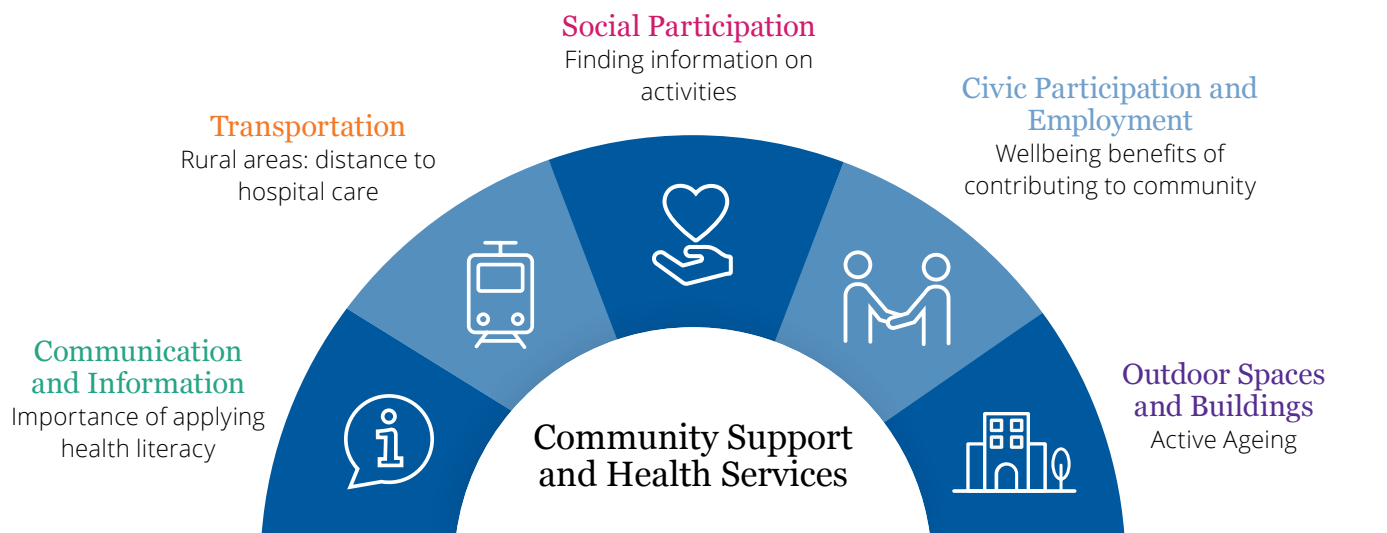 Social Participation
Finding information on
activities
Civic Participation and
Employment
Wellbeing benefits of
contributing to community
Transportation
Rural areas: distance to
hospital care
Communication
and Information
Importance of applying
health literacy
Outdoor Spaces
and Buildings
Active Ageing
Community Support
and Health Services